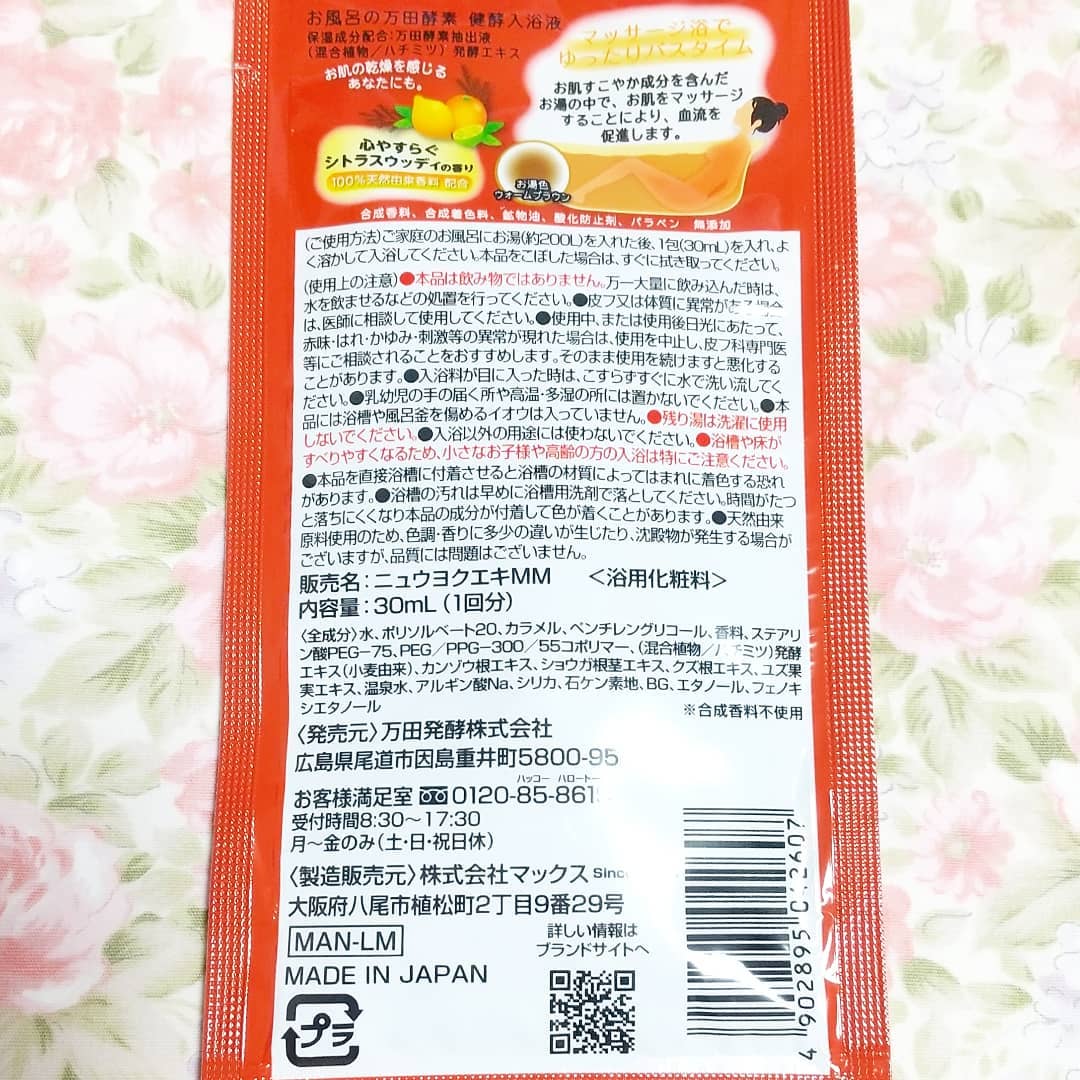 お風呂の万田酵素 健酵入浴液
保湿成分配合:万田酵素抽出液
(混合植物/ハチミツ)発酵エキス
お肌の乾燥を感じる
あなたにも。
心やすらぐ
シトラスウッディの香り
100%天然由来香料 配合
マッサージ浴で
ゆったりバスタイム
お肌すこやか成分を含んだ
お湯の中で、お肌をマッサージ
することにより、血流を
促進します。
お湯色
ウォームブラウン
合成香料、合成着色料、鉱物油、酸化防止剤、パラベン 無添加
(ご使用方法)ご家庭のお風呂にお湯(約200L)を入れた後、1包(30mL)を入れ、よ
く溶かして入浴してください。本品をこぼした場合は、すぐに拭き取ってください。
(使用上の注意)●本品は飲み物ではありません。万一大量に飲み込んだ時は、
水を飲ませるなどの処置を行ってください。●皮フ又は体質に異常がある場合
は、医師に相談して使用してください。●使用中、または使用後日光にあたって、
赤味・はれ・かゆみ・刺激等の異常が現れた場合は、使用を中止し、皮フ科専門医
等にご相談されることをおすすめします。そのまま使用を続けますと悪化する
ことがあります。●入浴料が目に入った時は、こすらずすぐに水で洗い流してく
ださい。●乳幼児の手の届く所や高温・多湿の所には置かないでください。●本
品には浴槽や風呂釜を傷めるイオウは入っていません。●残り湯は洗濯に使用
しないでください。●入浴以外の用途には使わないでください。●浴槽や床が
すべりやすくなるため、小さなお子様や高齢の方の入浴は特にご注意ください。
●本品を直接浴槽に付着させると浴槽の材質によってはまれに着色する恐れ
があります。●浴槽の汚れは早めに浴槽用洗剤で落としてください。時間がたつ
と落ちにくくなり本品の成分が付着して色が着くことがあります。●天然由来
原料使用のため、色調・香りに多少の違いが生じたり、沈殿物が発生する場合が
ございますが、品質には問題はございません。
販売名:ニュウヨクエキMM <浴用化粧料>
内容量:30mL(1回分)
〈全成分〉水、ポリソルベート20、カラメル、ペンチレングリコール、香料、ステアリ
ン酸PEG-75、PEG/PPG-300/55コポリマー、(混合植物/ハチミツ)発酵
エキス(小麦由来)、カンゾウ根エキス、ショウガ根茎エキス、クズ根エキス、ユズ果
実エキス、温泉水、アルギン酸Na、シリカ、石ケン素地、BG、エタノール、フェノキ
シエタノール
※合成香料不使用
〈発売元〉万田発酵株式会社
広島県尾道市因島重井町5800-95
ハッコー ハロートー
お客様満足室 0120-85-861
受付時間8:30~17:30
月~金のみ(土・日・祝日休)
〈製造販売元〉株式会社マックス Since
大阪府八尾市植松町2丁目9番29号
MAN-LM
詳しい情報は
ブランドサイトへ
MADE IN JAPAN
プラ
4 902895 042607